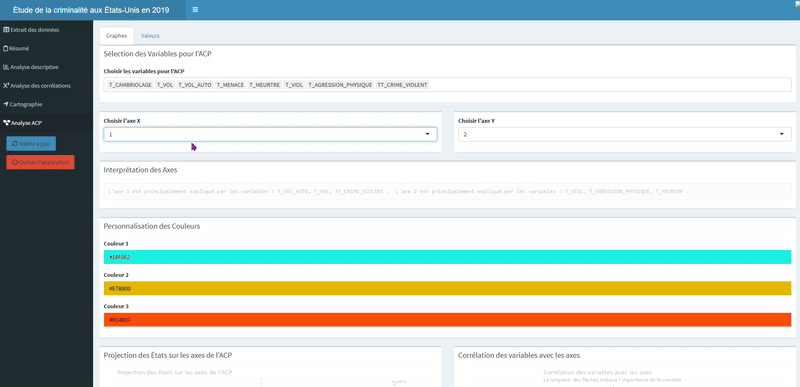 Étude de la criminalité aux États-Unis en 2019
Extrait des données
Résumé
Analyse descriptive
Analyse des corrélations
Cartographie
Analyse ACP
Mettre à jour
Quitter l'application
Graphes
Valeurs
Sélection des Variables pour l'ACP
Choisir les variables pour l'ACP
T_CAMBRIOLAGE T_VOL T_VOL_AUTO T_MENACE T_MEURTRE T_VIOL T_AGRESSION_PHYSIQUE TT_CRIME_VIOLENT
Choisir l'axe X
1
Choisir l'axe Y
2
Interprétation des Axes
L'axe 3 est principalement expliqué par les variables : T_VOL_AUTO, T_VOL, TT_CRIME_VIOLENT . L'axe 2 est principalement expliqué par les variables : T_VIOL, T_AGRESSION_PHYSIQUE, T_MEURTRE .
Personnalisation des Couleurs
Couleur 1
Couleur 2
#E7B800
Couleur 3
#FC4E07
Projection des États sur les axes de l'ACP
Projection des États sur les axes de l'ACP
Corrélation des variables avec les axes
Corrélation des variables avec les axes
La longueur des flèches indique l'importance de la variable